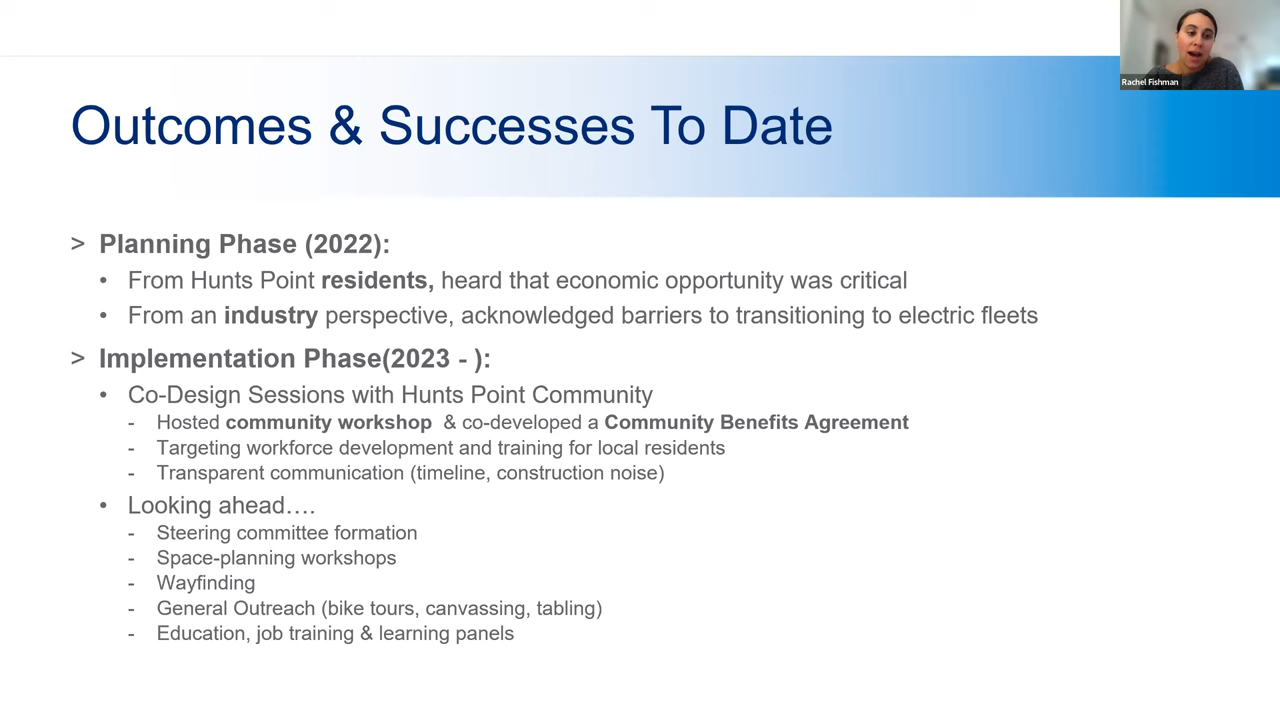 Rachel Fishman
Outcomes & Successes To Date
> Planning Phase (2022):
• From Hunts Point residents, heard that economic opportunity was critical
• From an industry perspective, acknowledged barriers to transitioning to electric fleets
> Implementation Phase(2023 - ):
• Co-Design Sessions with Hunts Point Community
- Hosted community workshop & co-developed a Community Benefits Agreement
- Targeting workforce development and training for local residents
- Transparent communication (timeline, construction noise)
• Looking ahead….
- Steering committee formation
- Space-planning workshops
- Wayfinding
- General Outreach (bike tours, canvassing, tabling)
- Education, job training & learning panels